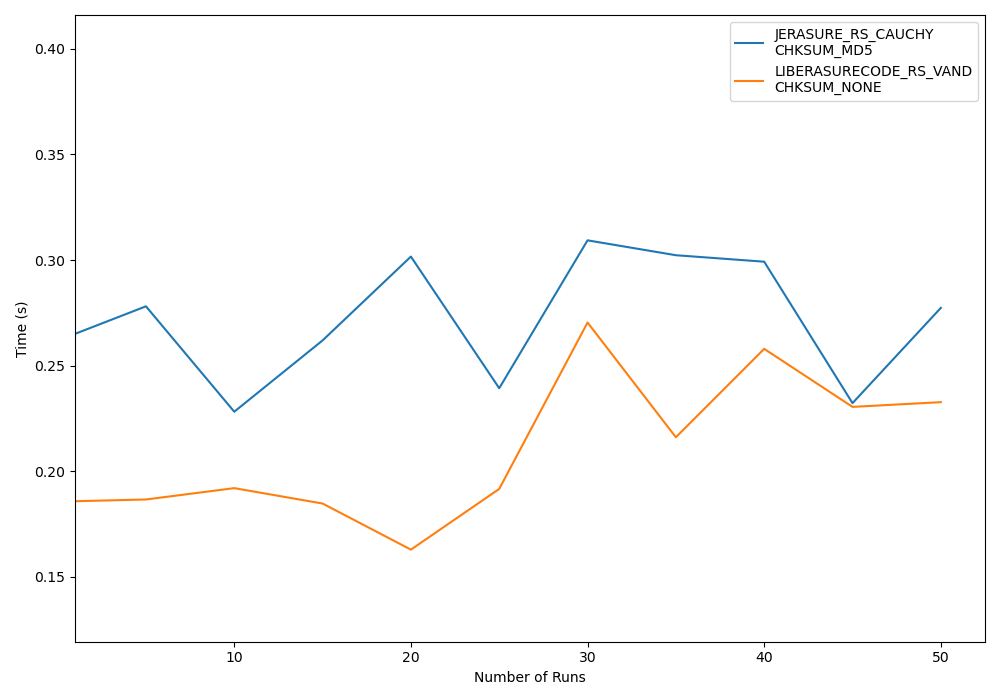 JERASURE_RS_CAUCHY
CHKSUM_MD5
LIBERASURECODE_RS_VAND
CHKSUM_NONE
0.40
0.35
0.30
0.25
0.20
0.15
Time (s)
10 20 30 40 50
Number of Runs